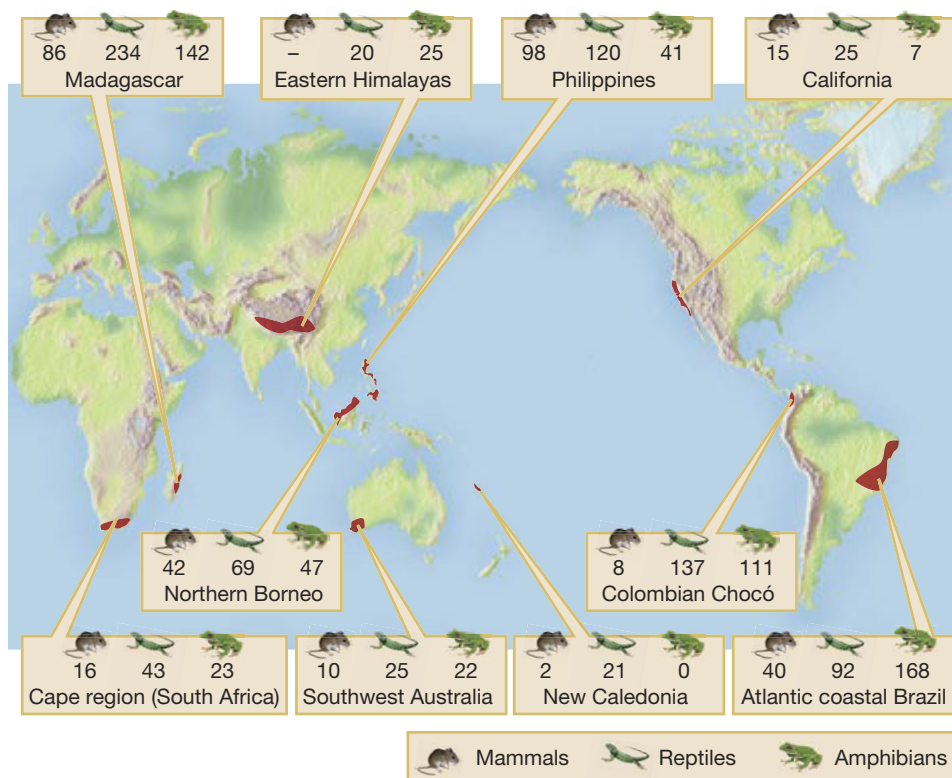 86 234 142
Madagascar
– 20 25
Eastern Himalayas
98 120 41
Philippines
15 25 7
California
42 69 47
Northern Borneo
8 137 111
Colombian Chocó
16 43 23
Cape region (South Africa)
10 25 22
Southwest Australia
2 21 0
New Caledonia
40 92 168
Atlantic coastal Brazil
Mammals Reptiles Amphibians